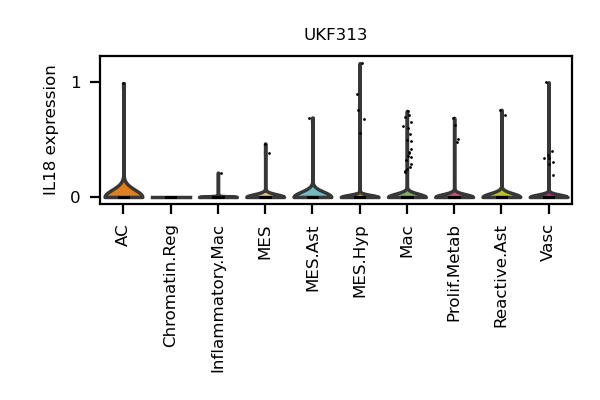 UKF313
IL18 expression
1
0
AC
Chromatin.Reg
Inflammatory.Mac
MES
MES.Ast
MES.Hyp
Mac
Prolif.Metab
Reactive.Ast
Vasc